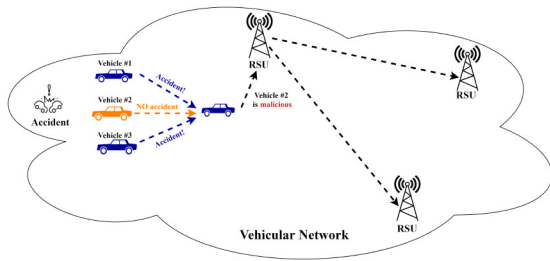 Vehicle #1
Accident!
RSU
RSU
Vehicle #2
NO accident
Vehicle #2
is malicious
Accident
Vehicle #3
Accident!
RSU
Vehicular Network